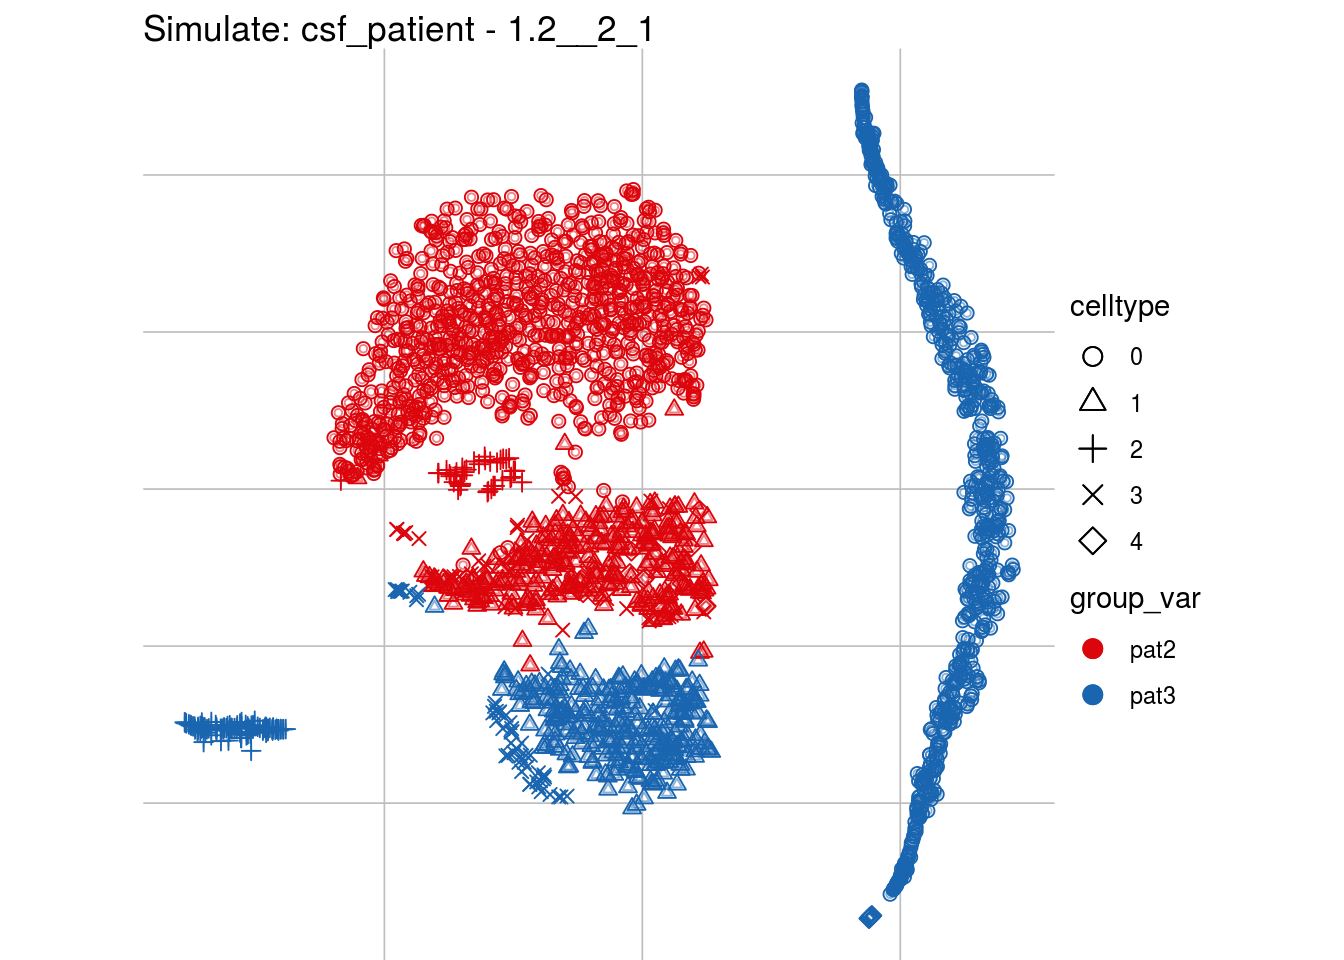 Simulate: csf_patient - 1.2__2_1
celltype
0
1
2
3
4
group_var
pat2
pat3